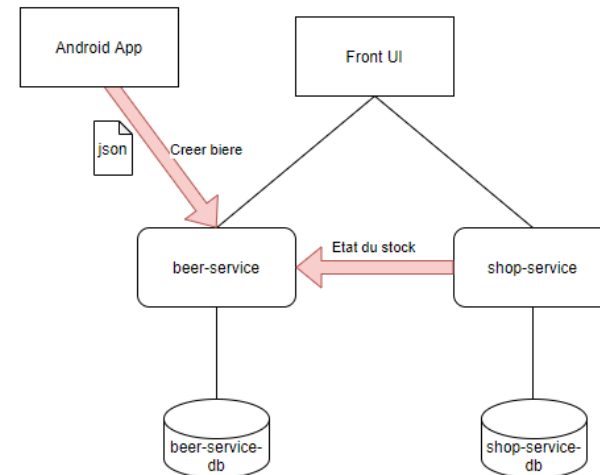 Android App
Front UI
json
Creer biere
Etat du stock
beer-service
shop-service
beer-service-
db
shop-service-
db